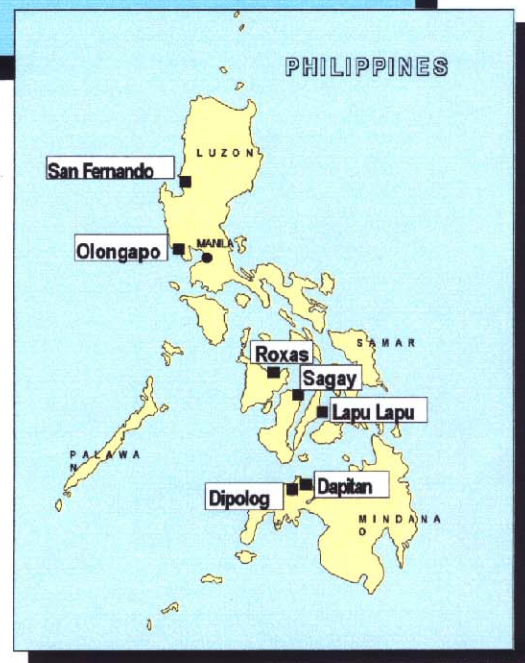 PHILIPPINES
LUZON
San Fernando
Olongapo
MANILA
SAMAR
Roxas
Sagay
Lapu Lapu
PALAWA
N
Dipolog
Dapitan
MINDANA
O